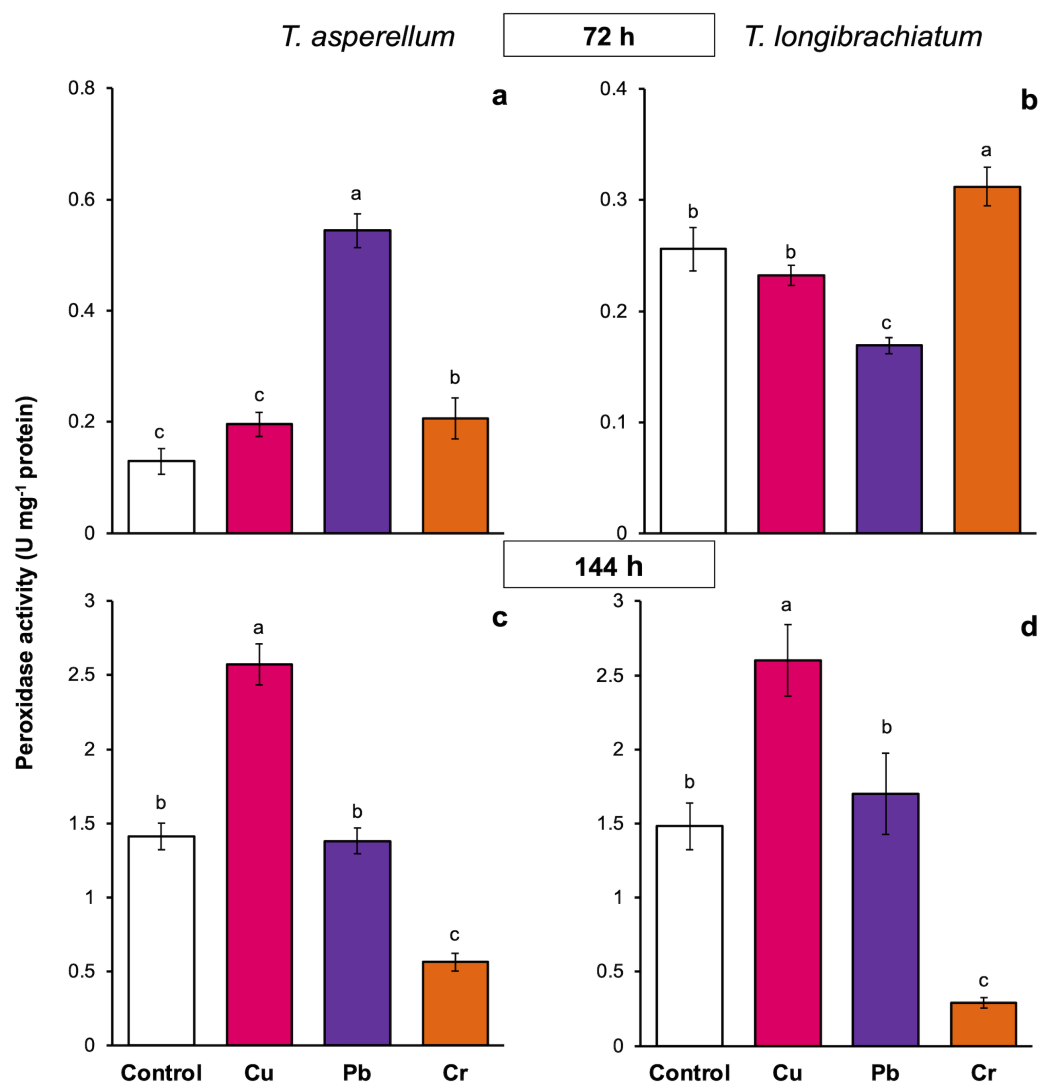 T. asperellum 72 h T. longibrachiatum
Peroxidase activity (U mg⁻¹ protein)
a
0.8
0.6
0.4
0.2
0
c
c
a
b
b
0.4
0.3
0.2
0.1
0
b
b
c
a
144 h
c
3
2.5
2
1.5
1
0.5
0
b
a
b
c
Control Cu Pb Cr
d
3
2.5
2
1.5
1
0.5
0
b
a
b
c
Control Cu Pb Cr